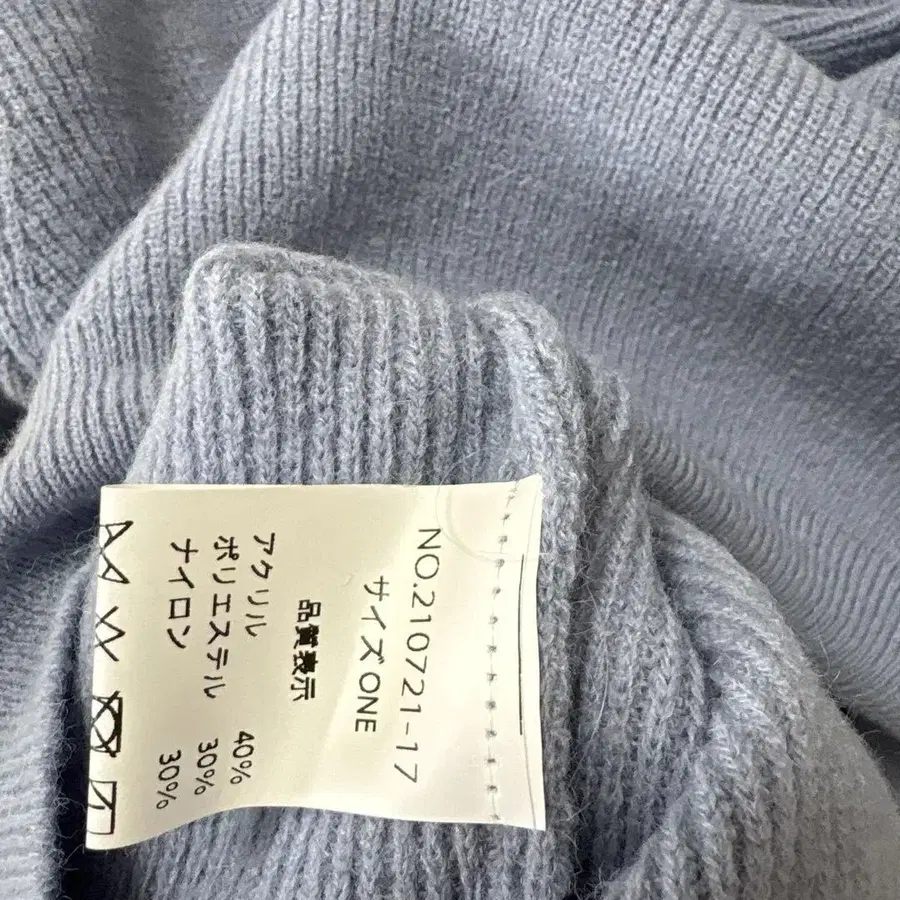 NO.210721-17
サイズ ONE
品質表示
アクリル 40%
ポリエステル 30%
ナイロン 30%